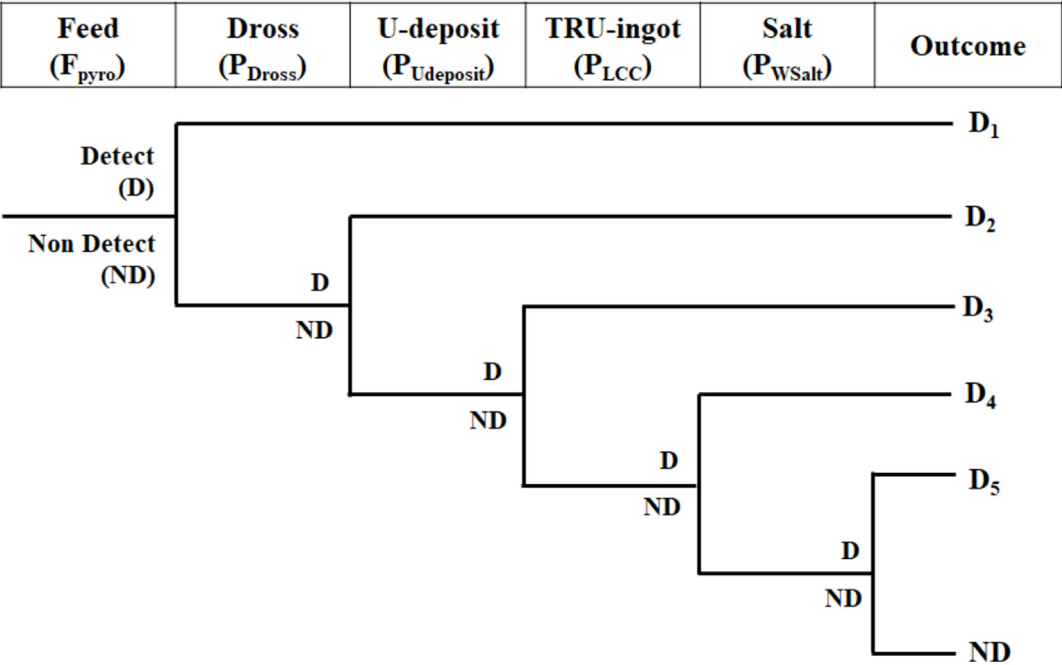 Feed
(Fpyro)
Dross
(PDross)
U-deposit
(PUdeposit)
TRU-ingot
(PLCC)
Salt
(PWSalt)
Outcome
D1
Detect
(D)
D2
Non Detect
(ND)
D
D3
ND
D
D4
ND
D
D5
ND
D
ND
ND